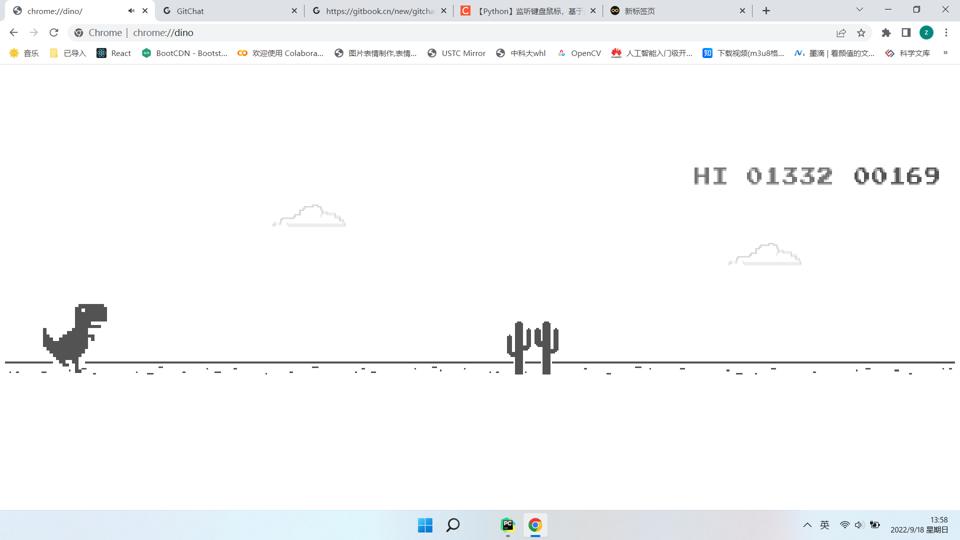 chrome://dino/
GitChat
https://gitbook.cn/new/gitcha
【Python】监听键盘鼠标，基于
新标签页
Chrome | chrome://dino
Z
音乐
已导入
React
BootCDN - Bootst...
欢迎使用 Colabora...
图片表情制作,表情...
USTC Mirror
中科大whl
OpenCV
人工智能入门级开...
知
下载视频(m3u8格...
墨滴 | 看颜值的文...
科学文库
»
HI 01332 00169
PC
英
13:58
2022/9/18 星期日